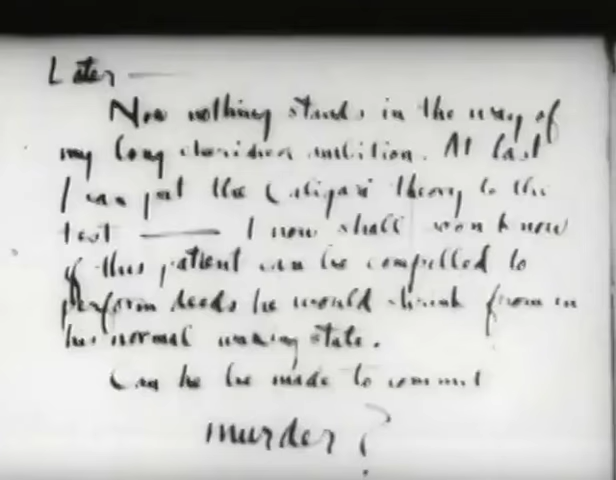 Later —
Now nothing stands in the way of
my long cherished ambition. At last
I can put the Caligari theory to the
test —— I now shall soon know
if this patient can be compelled to
perform deeds he would shrink from in
his normal waking state.
Can he be made to commit
murder?